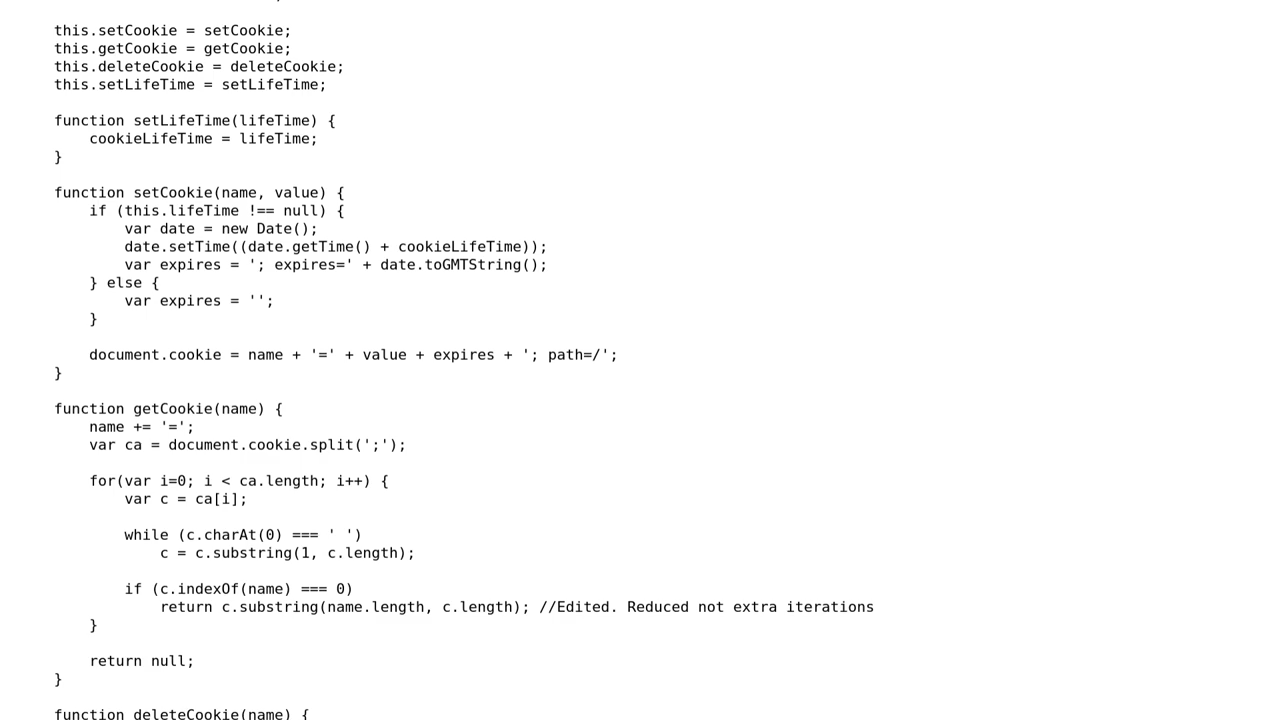 this.setCookie = setCookie;
this.getCookie = getCookie;
this.deleteCookie = deleteCookie;
this.setLifeTime = setLifeTime;

function setLifeTime(lifeTime) {
    cookieLifeTime = lifeTime;
}

function setCookie(name, value) {
    if (this.lifeTime !== null) {
        var date = new Date();
        date.setTime((date.getTime() + cookieLifeTime));
        var expires = '; expires=' + date.toGMTString();
    } else {
        var expires = '';
    }

    document.cookie = name + '=' + value + expires + '; path=/';
}

function getCookie(name) {
    name += '=';
    var ca = document.cookie.split(';');

    for(var i=0; i < ca.length; i++) {
        var c = ca[i];

        while (c.charAt(0) === ' ')
            c = c.substring(1, c.length);

        if (c.indexOf(name) === 0)
            return c.substring(name.length, c.length); //Edited. Reduced not extra iterations
    }

    return null;
}

function deleteCookie(name) {